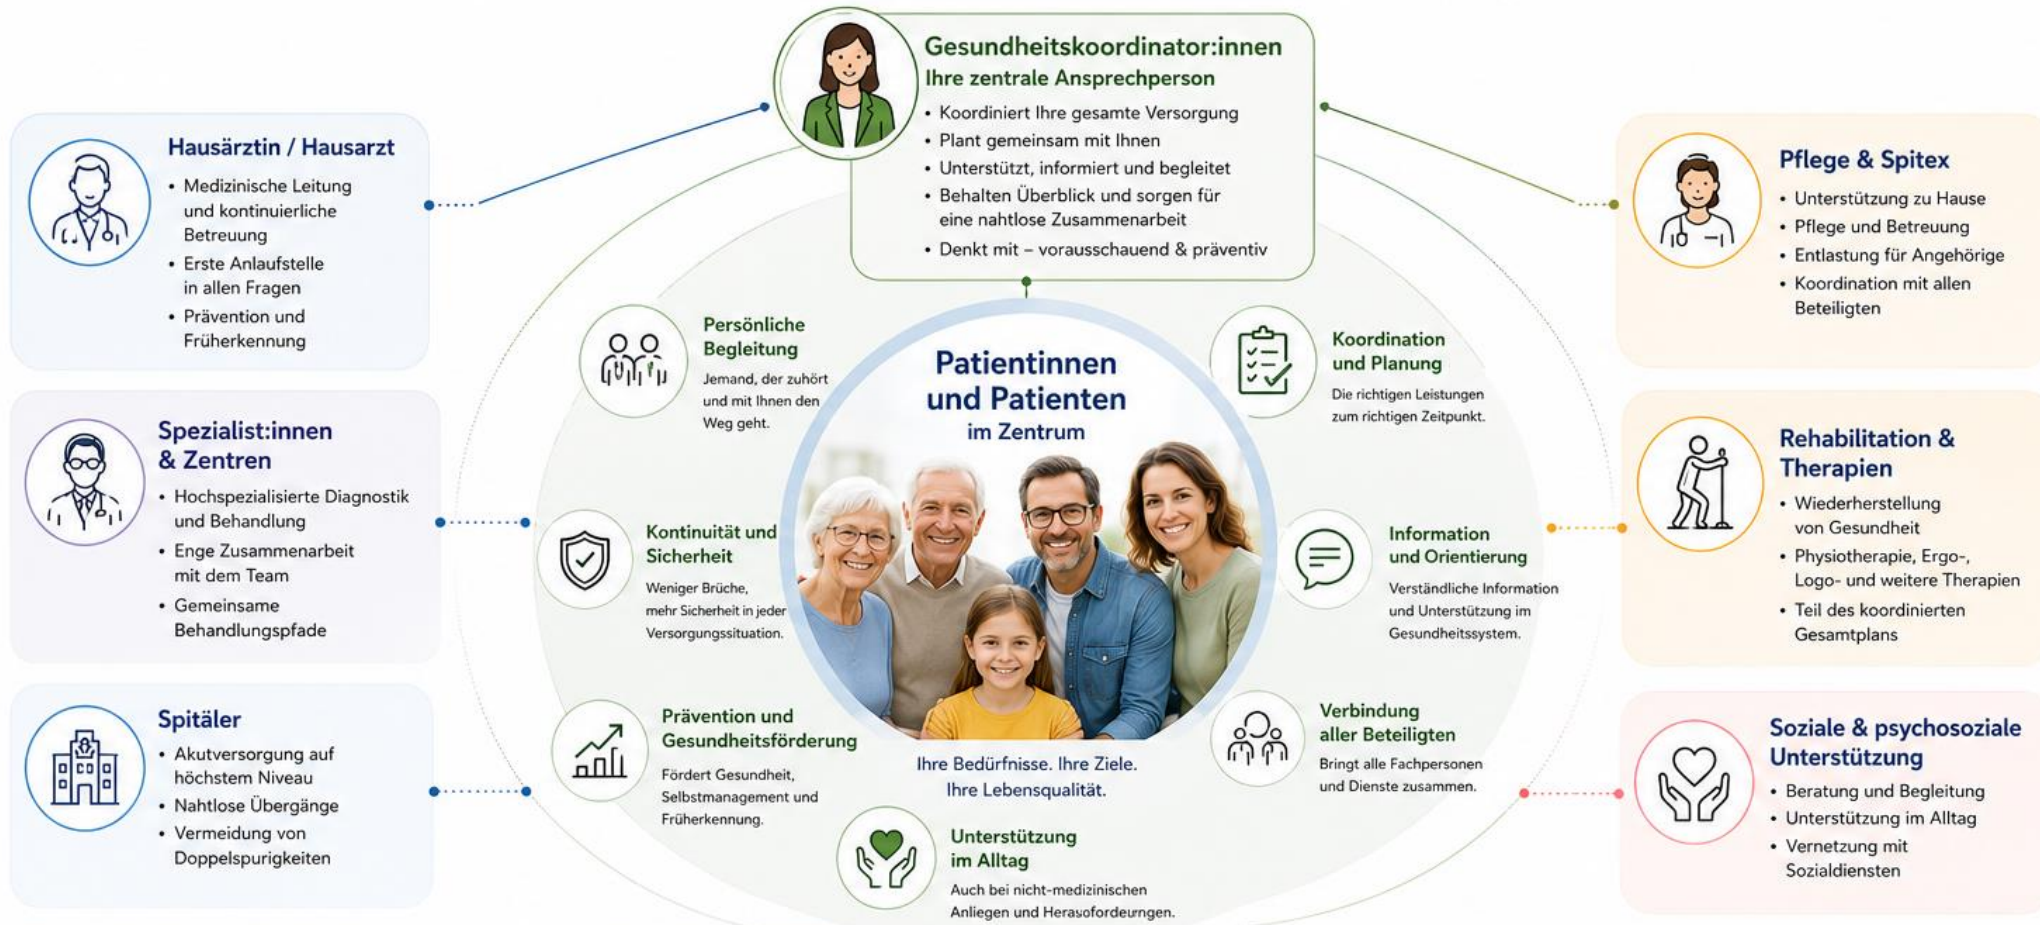 Gesundheitskoordinator:innen
Ihre zentrale Ansprechperson
• Koordiniert Ihre gesamte Versorgung
• Plant gemeinsam mit Ihnen
• Unterstützt, informiert und begleitet
• Behalten Überblick und sorgen für
eine nahtlose Zusammenarbeit
• Denkt mit – vorausschauend & präventiv
Hausärztin / Hausarzt
• Medizinische Leitung
und kontinuierliche
Betreuung
• Erste Anlaufstelle
in allen Fragen
• Prävention und
Früherkennung
Spezialist:innen
& Zentren
• Hochspezialisierte Diagnostik
und Behandlung
• Enge Zusammenarbeit
mit dem Team
• Gemeinsame
Behandlungspfade
Spitäler
• Akutversorgung auf
höchstem Niveau
• Nahtlose Übergänge
• Vermeidung von
Doppelspurigkeiten
Persönliche
Begleitung
Jemand, der zuhört
und mit Ihnen den
Weg geht.
Kontinuität und
Sicherheit
Weniger Brüche,
mehr Sicherheit in jeder
Versorgungssituation.
Prävention und
Gesundheitsförderung
Fördert Gesundheit,
Selbstmanagement und
Früherkennung.
Patientinnen
und Patienten
im Zentrum
Ihre Bedürfnisse. Ihre Ziele.
Ihre Lebensqualität.
Unterstützung
im Alltag
Auch bei nicht-medizinischen
Anliegen und Herasofordeurngen.
Koordination
und Planung
Die richtigen Leistungen
zum richtigen Zeitpunkt.
Information
und Orientierung
Verständliche Information
und Unterstützung im
Gesundheitssystem.
Verbindung
aller Beteiligten
Bringt alle Fachpersonen
und Dienste zusammen.
Pflege & Spitex
• Unterstützung zu Hause
• Pflege und Betreuung
• Entlastung für Angehörige
• Koordination mit allen
Beteiligten
Rehabilitation &
Therapien
• Wiederherstellung
von Gesundheit
• Physiotherapie, Ergo-,
Logo- und weitere Therapien
• Teil des koordinierten
Gesamtplans
Soziale & psychosoziale
Unterstützung
• Beratung und Begleitung
• Unterstützung im Alltag
• Vernetzung mit
Sozialdiensten